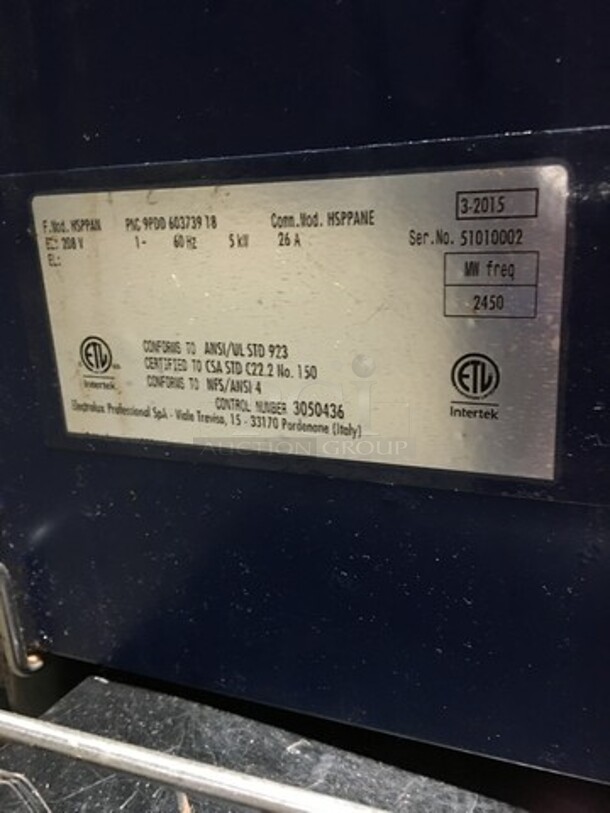 F.Mod. HSPPAN PNC 9PDD 603739 18 Comm.Mod. HSPPANE 3-2015
EL: 208 V 1~ 60 Hz 5 kW 26 A Ser.No. 51010002
EL:
MW freq
2450
ETL
Intertek
CONFORMS TO ANSI/UL STD 923
CERTIFIED TO CSA STD C22.2 No. 150
CONFORMS TO NFS/ANSI 4
CONTROL NUMBER 3050436
ETL
Intertek
Electrolux Professional SpA - Viale Treviso, 15 - 33170 Pordenone (Italy)
AUCTION GROUP